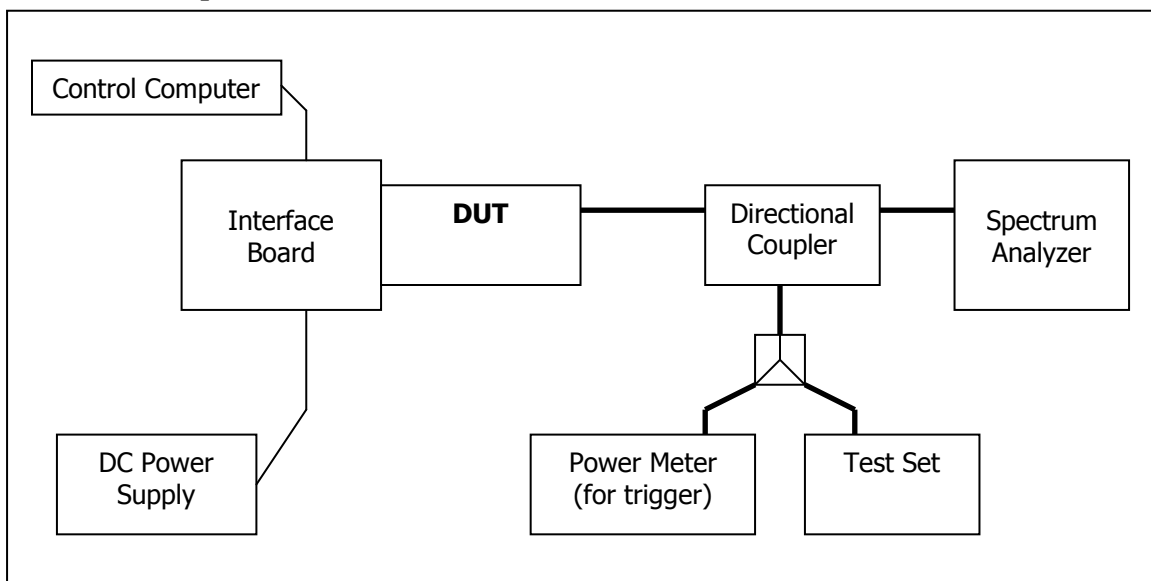 Control Computer
Interface
Board
DUT
Directional
Coupler
Spectrum
Analyzer
DC Power
Supply
Power Meter
(for trigger)
Test Set